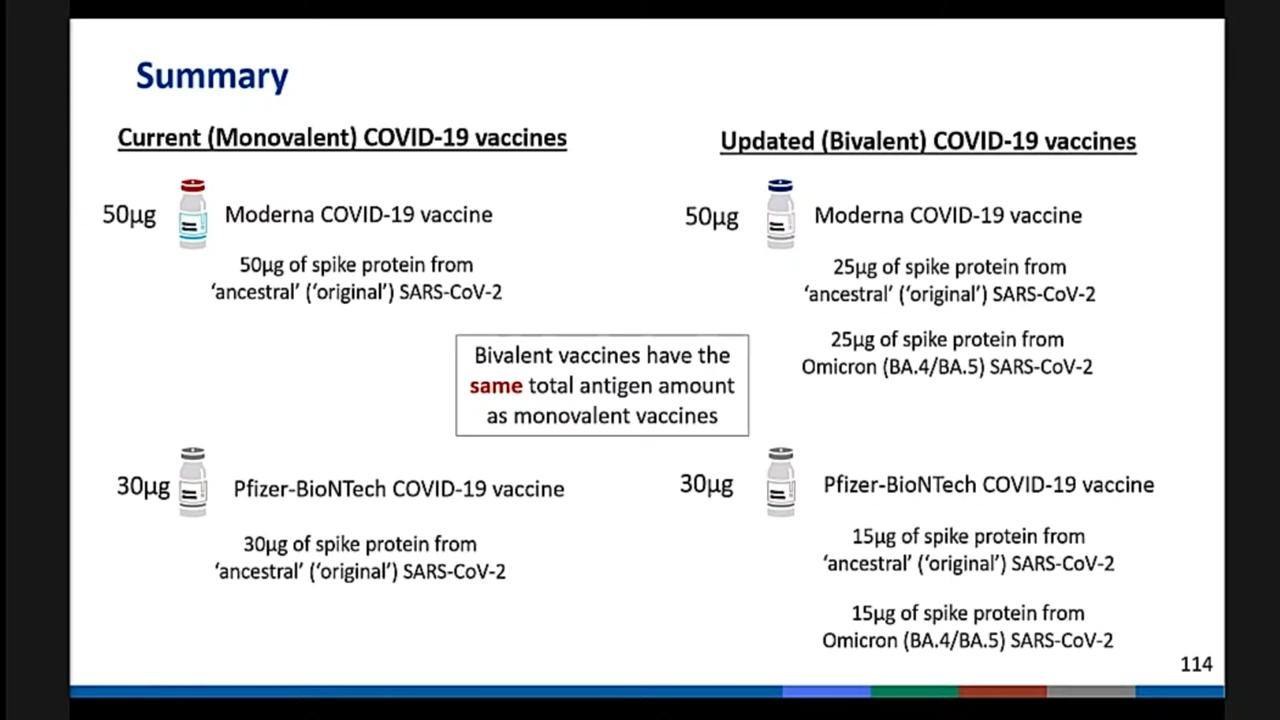 Summary
Current (Monovalent) COVID-19 vaccines
50µg
Moderna COVID-19 vaccine
50µg of spike protein from
‘ancestral’ (‘original’) SARS-CoV-2
Updated (Bivalent) COVID-19 vaccines
50µg
Moderna COVID-19 vaccine
25µg of spike protein from
‘ancestral’ (‘original’) SARS-CoV-2
25µg of spike protein from
Omicron (BA.4/BA.5) SARS-CoV-2
Bivalent vaccines have the
same total antigen amount
as monovalent vaccines
30µg
Pfizer-BioNTech COVID-19 vaccine
30µg of spike protein from
‘ancestral’ (‘original’) SARS-CoV-2
30µg
Pfizer-BioNTech COVID-19 vaccine
15µg of spike protein from
‘ancestral’ (‘original’) SARS-CoV-2
15µg of spike protein from
Omicron (BA.4/BA.5) SARS-CoV-2
114